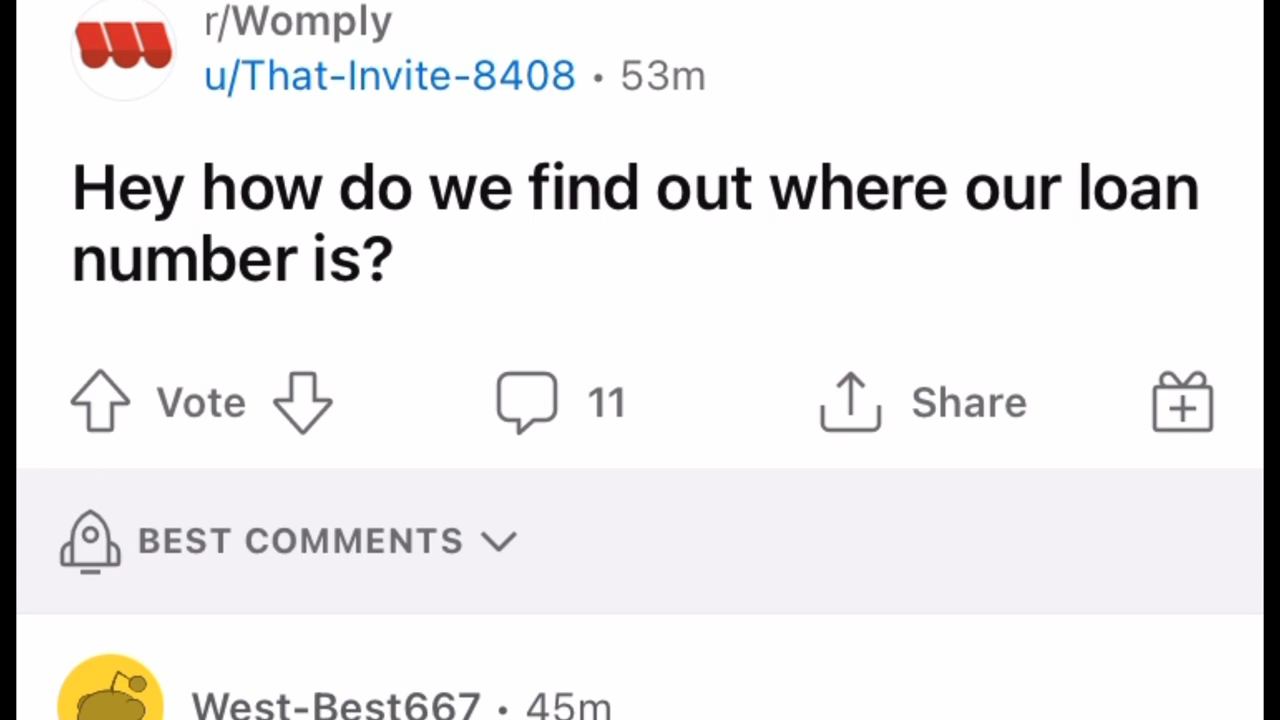 r/Womply
u/That-Invite-8408 • 53m
Hey how do we find out where our loan
number is?
Vote 11 Share
BEST COMMENTS
West-Best667 • 45m